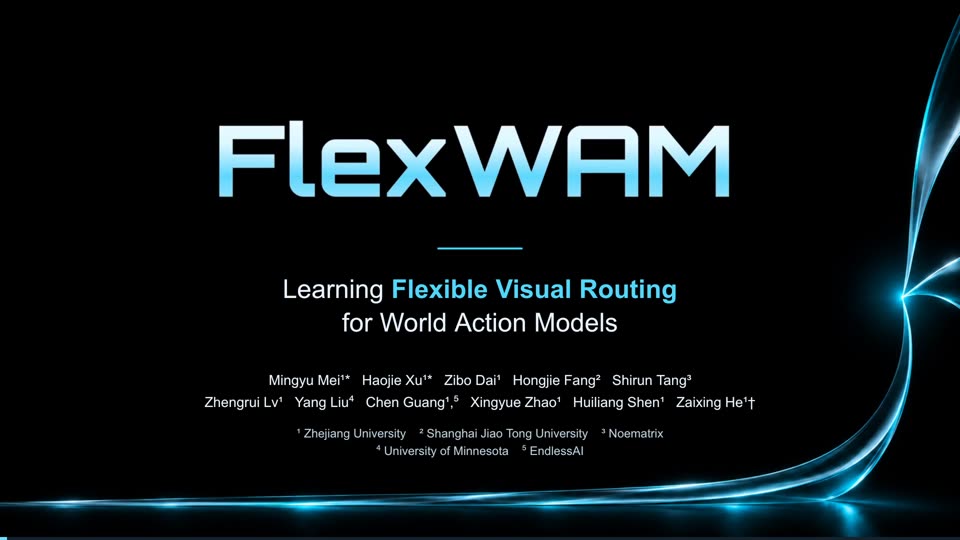 FlexWAM
Learning Flexible Visual Routing
for World Action Models
Mingyu Mei¹* Haojie Xu¹* Zibo Dai¹ Hongjie Fang² Shirun Tang³
Zhengrui Lv¹ Yang Liu⁴ Chen Guang¹,⁵ Xingyue Zhao¹ Huiliang Shen¹ Zaixing He¹†
¹ Zhejiang University ² Shanghai Jiao Tong University ³ Noematrix
⁴ University of Minnesota ⁵ EndlessAI